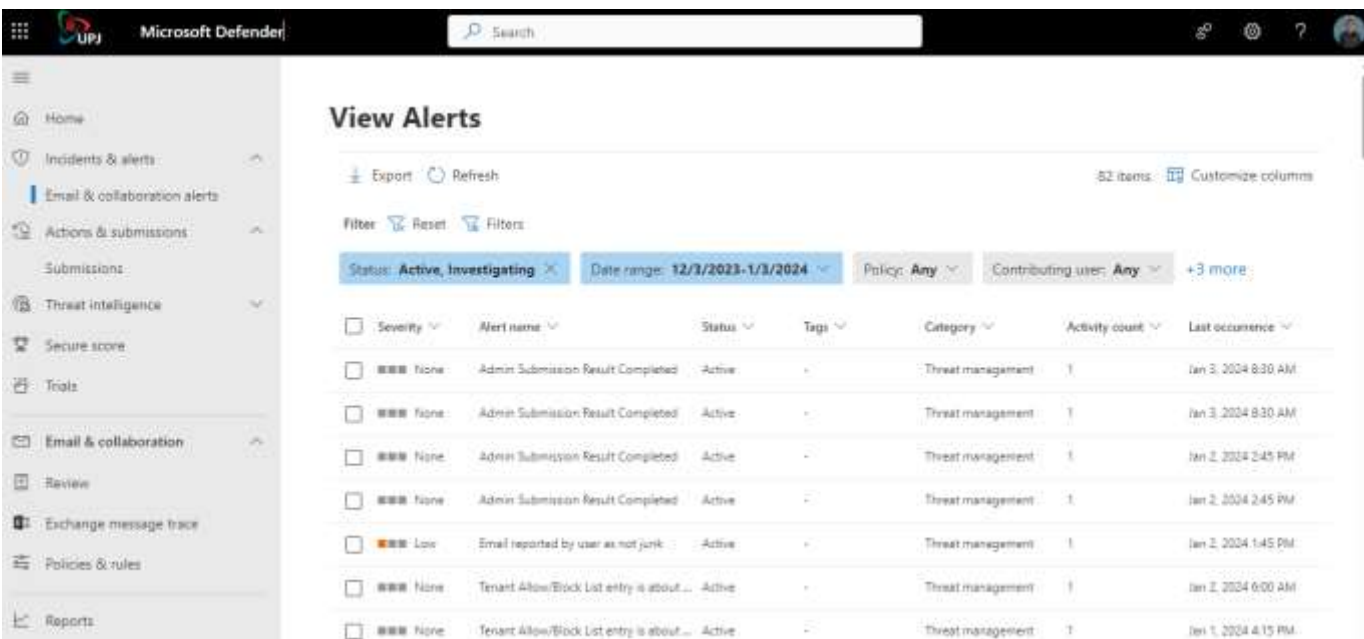 UPJ
Microsoft Defender
Search
Home
Incidents & alerts
Email & collaboration alerts
Actions & submissions
Submissions
Threat intelligence
Secure score
Trials
Email & collaboration
Review
Exchange message trace
Policies & rules
Reports
View Alerts
Export Refresh
82 items Customize columns
Filter Reset Filters
Status: Active, Investigating Date range: 12/3/2023-1/3/2024 Policy: Any Contributing user: Any +3 more
Severity Alert name Status Tags Category Activity count Last occurrence
None Admin Submission Result Completed Active - Threat management 1 Jan 3, 2024 8:30 AM
None Admin Submission Result Completed Active - Threat management 1 Jan 3, 2024 8:30 AM
None Admin Submission Result Completed Active - Threat management 1 Jan 2, 2024 2:45 PM
None Admin Submission Result Completed Active - Threat management 1 Jan 2, 2024 2:45 PM
Low Email reported by user as not junk Active - Threat management 1 Jan 2, 2024 1:45 PM
None Tenant Allow/Block List entry is about ... Active - Threat management 1 Jan 2, 2024 6:00 AM
None Tenant Allow/Block List entry is about ... Active - Threat management Jan 1, 2024 4:15 PM